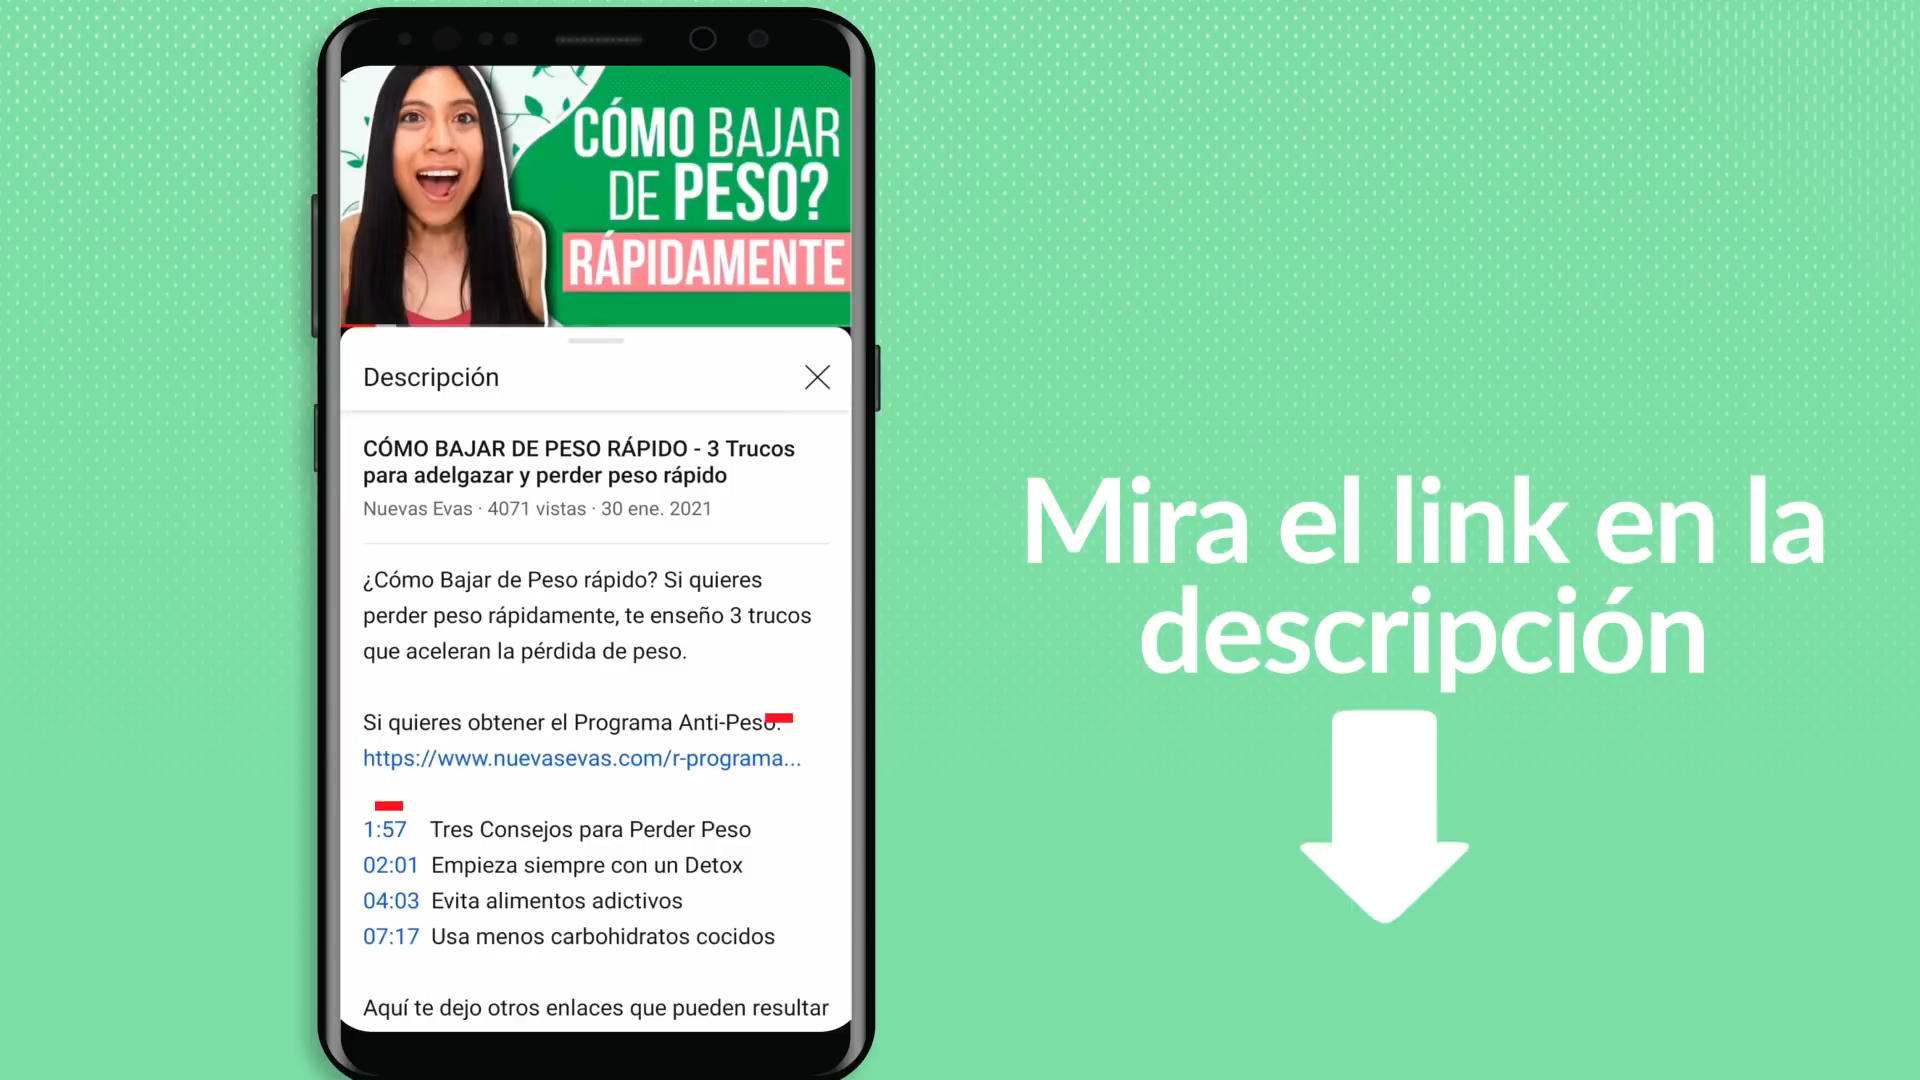 CÓMO BAJAR
DE PESO?
RÁPIDAMENTE
Descripción
CÓMO BAJAR DE PESO RÁPIDO - 3 Trucos
para adelgazar y perder peso rápido
Nuevas Evas · 4071 vistas · 30 ene. 2021
¿Cómo Bajar de Peso rápido? Si quieres
perder peso rápidamente, te enseño 3 trucos
que aceleran la pérdida de peso.
Si quieres obtener el Programa Anti-Peso:
https://www.nuevasevas.com/r-programa...
1:57 Tres Consejos para Perder Peso
02:01 Empieza siempre con un Detox
04:03 Evita alimentos adictivos
07:17 Usa menos carbohidratos cocidos
Aquí te dejo otros enlaces que pueden resultar
Mira el link en la
descripción